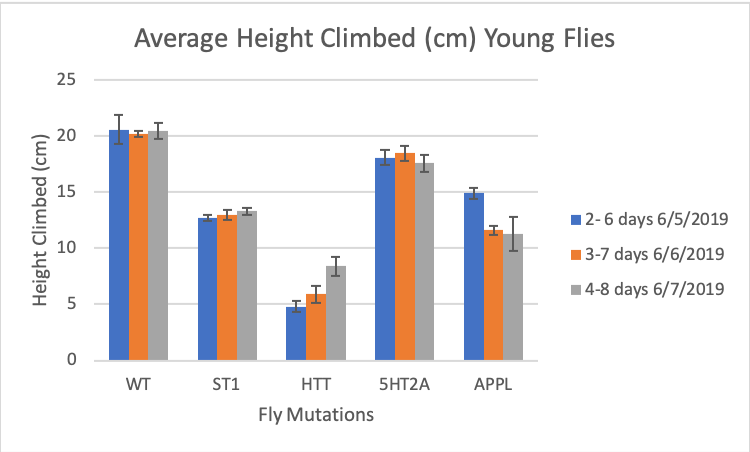 Average Height Climbed (cm) Young Flies
25
20
15
10
5
0
Height Climbed (cm)
WT ST1 HTT 5HT2A APPL
Fly Mutations
2- 6 days 6/5/2019
3-7 days 6/6/2019
4-8 days 6/7/2019